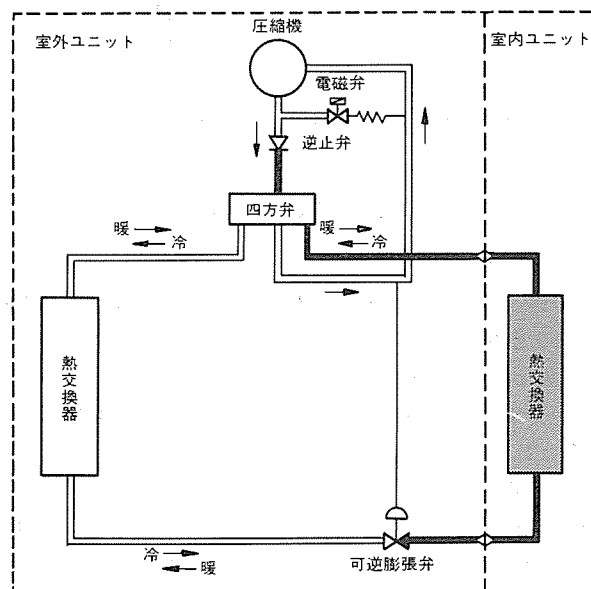 圧縮機
室外ユニット
室内ユニット
電磁弁
逆止弁
四方弁
暖
冷
暖
冷
熱交換器
熱交換器
冷
暖
可逆膨張弁